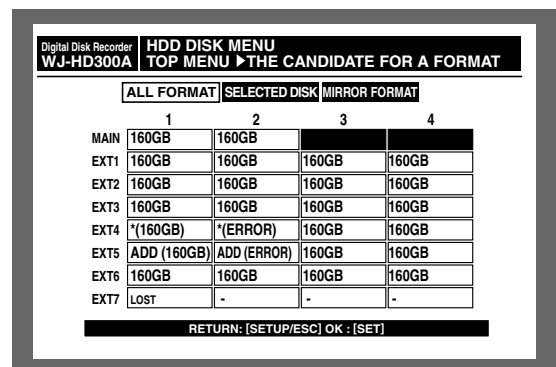 Digital Disk Recorder HDD DISK MENU
WJ-HD300A TOP MENU ▶THE CANDIDATE FOR A FORMAT
ALL FORMAT SELECTED DISK MIRROR FORMAT
1 2 3 4
MAIN 160GB 160GB
EXT1 160GB 160GB 160GB 160GB
EXT2 160GB 160GB 160GB 160GB
EXT3 160GB 160GB 160GB 160GB
EXT4 *(160GB) *(ERROR) 160GB 160GB
EXT5 ADD (160GB) ADD (ERROR) 160GB 160GB
EXT6 160GB 160GB 160GB 160GB
EXT7 LOST - - -
RETURN: [SETUP/ESC] OK : [SET]